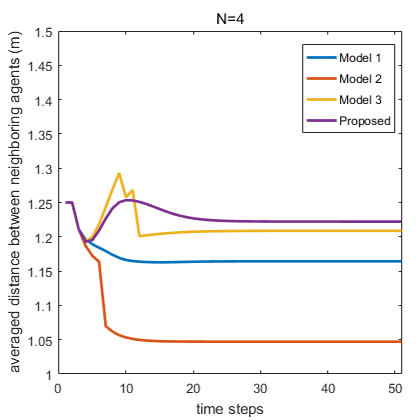 N=4
averaged distance between neighboring agents (m)
1.5
1.45
1.4
1.35
1.3
1.25
1.2
1.15
1.1
1.05
1
Model 1
Model 2
Model 3
Proposed
0
10
20
30
40
50
time steps